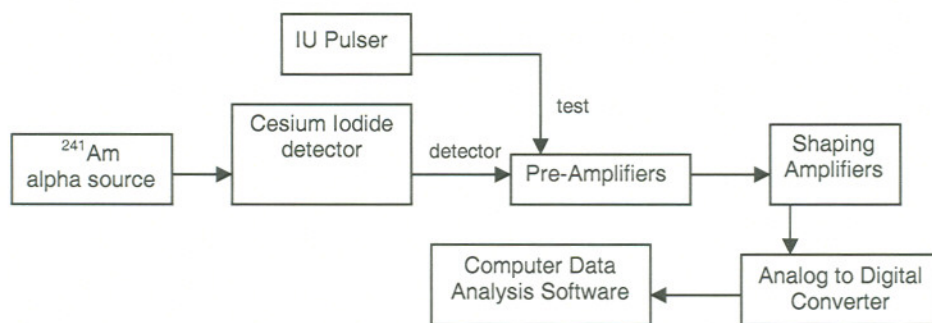 IU Pulser
test
Cesium Iodide
detector
²⁴¹Am
alpha source
detector
Pre-Amplifiers
Shaping
Amplifiers
Computer Data
Analysis Software
Analog to Digital
Converter